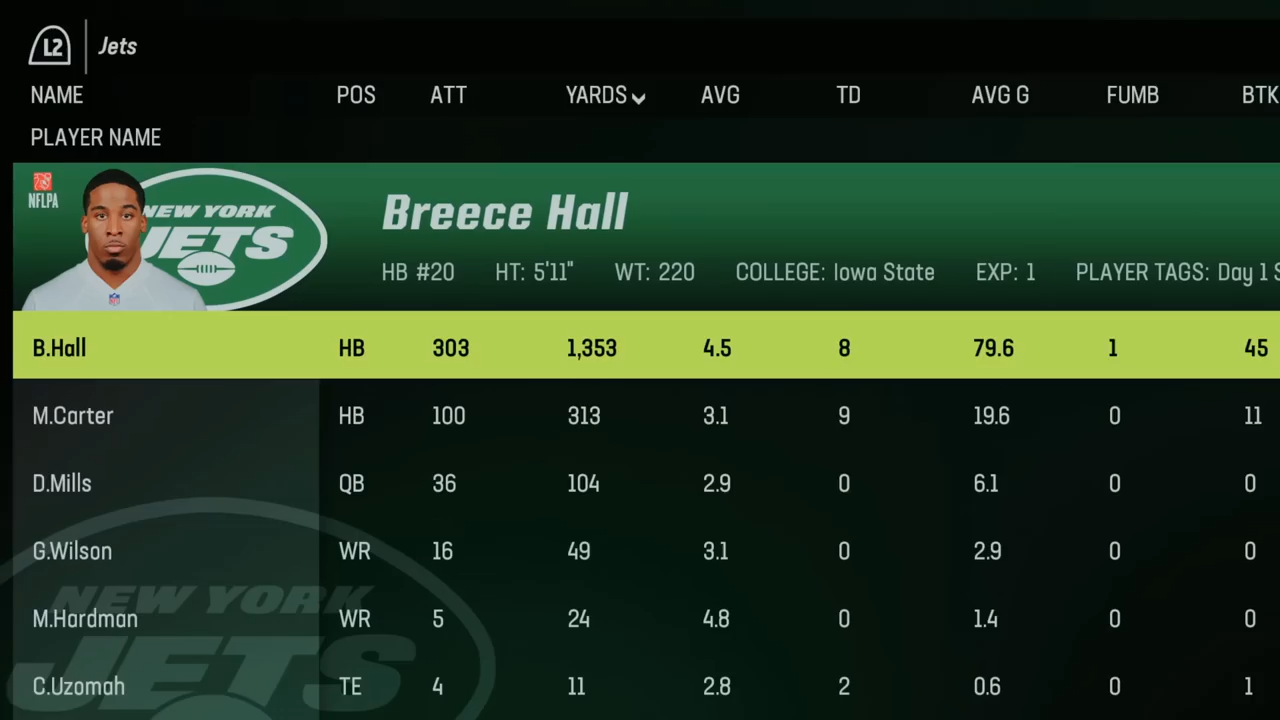 L2 Jets
NAME POS ATT YARDS AVG TD AVG G FUMB BTK
PLAYER NAME
NFLPA
NEW YORK
JETS
Breece Hall
HB #20 HT: 5'11" WT: 220 COLLEGE: Iowa State EXP: 1 PLAYER TAGS: Day 1 S
B.Hall HB 303 1,353 4.5 8 79.6 1 45
M.Carter HB 100 313 3.1 9 19.6 0 11
D.Mills QB 36 104 2.9 0 6.1 0 0
G.Wilson WR 16 49 3.1 0 2.9 0 0
NEW YORK
M.Hardman WR 5 24 4.8 0 1.4 0 0
JETS
C.Uzomah TE 4 11 2.8 2 0.6 0 1